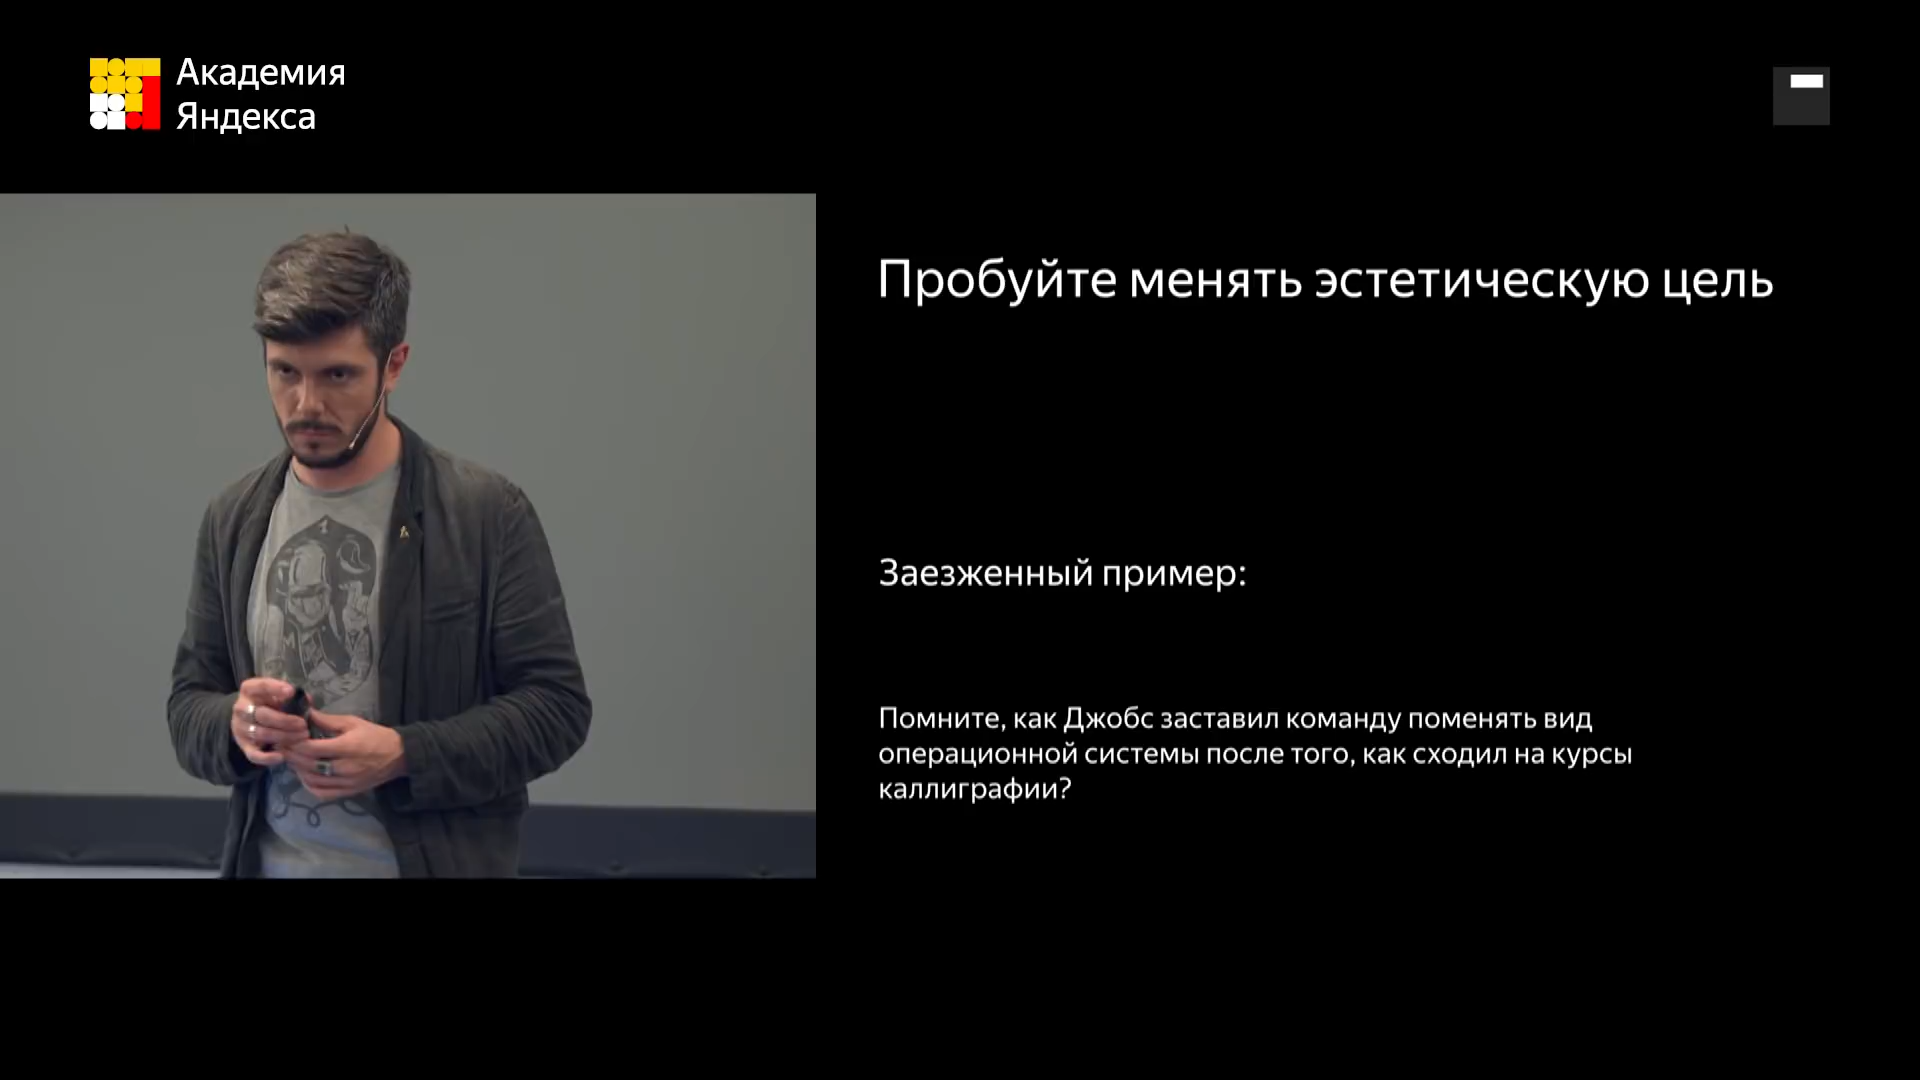 Академия
Яндекса
Пробуйте менять эстетическую цель
Заезженный пример:
Помните, как Джобс заставил команду поменять вид
операционной системы после того, как сходил на курсы
каллиграфии?